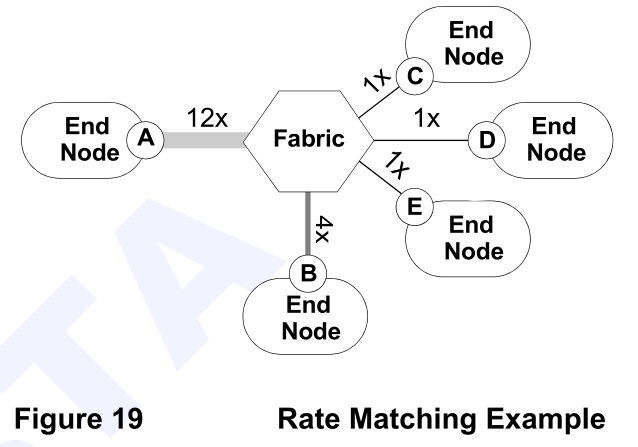 End
Node
C
1x
End
Node
A
12x
Fabric
1x
D
End
Node
1x
E
End
Node
4x
B
End
Node
Figure 19 Rate Matching Example